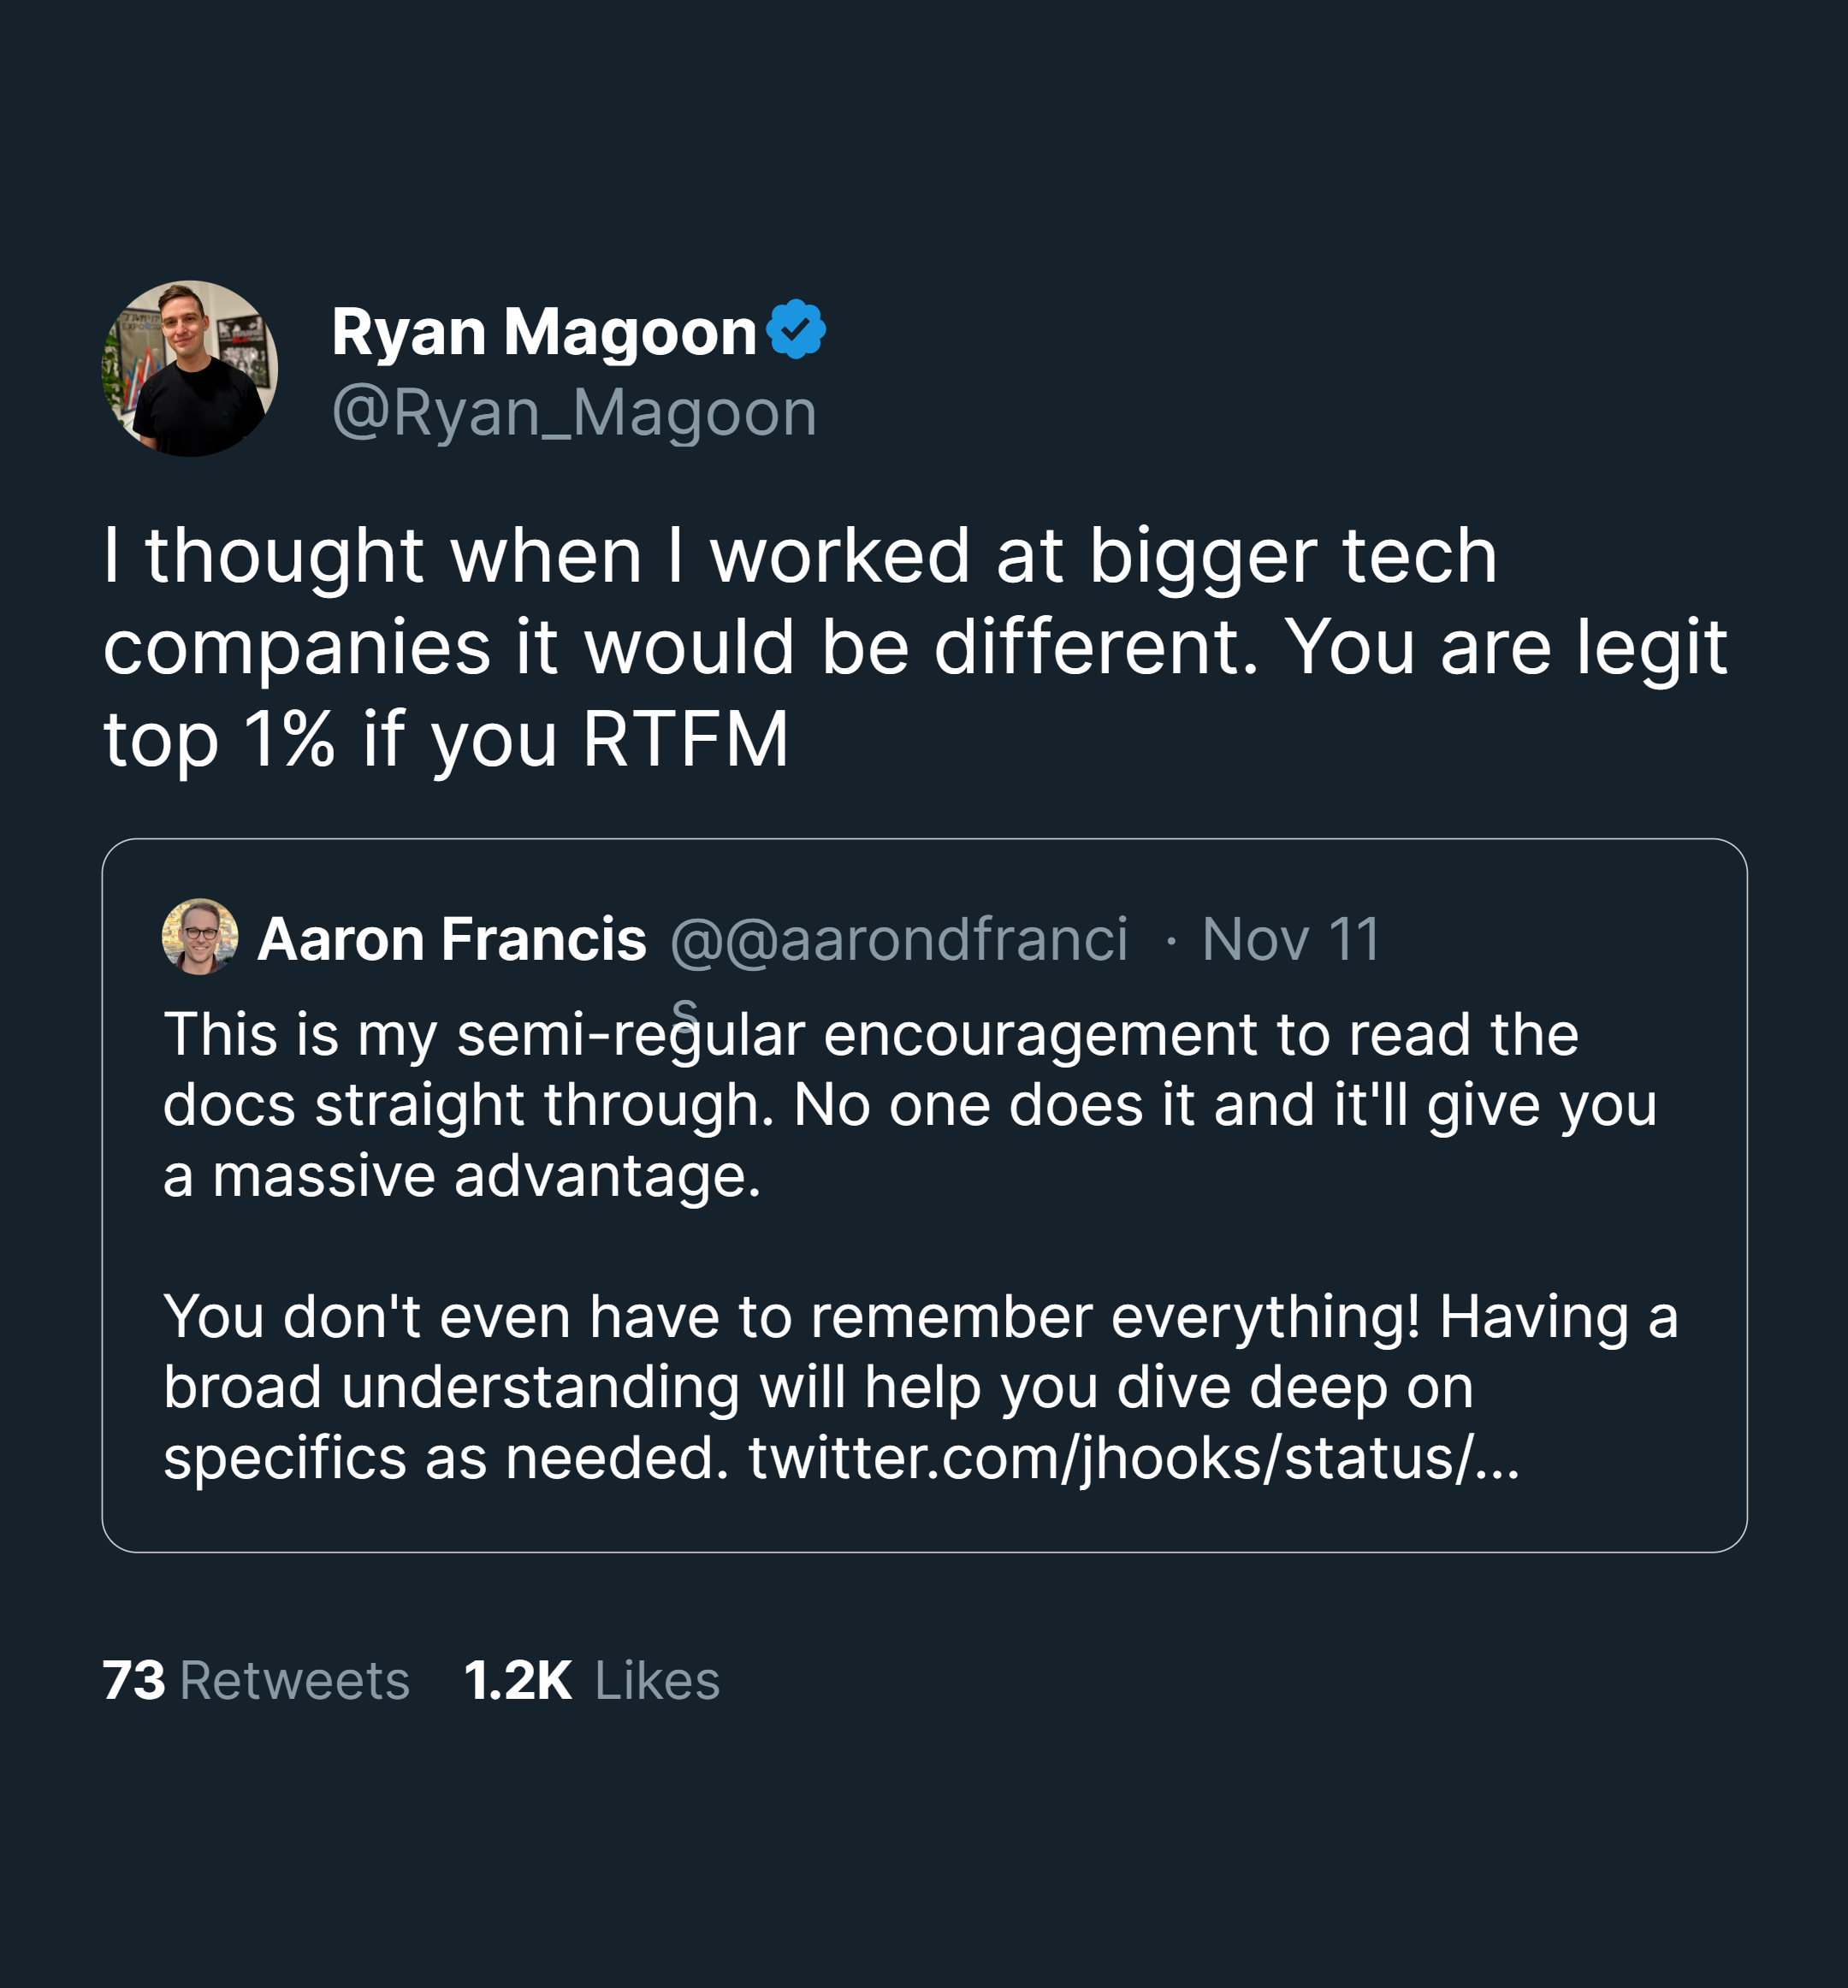 Ryan Magoon
@Ryan_Magoon
I thought when I worked at bigger tech
companies it would be different. You are legit
top 1% if you RTFM
Aaron Francis @@aarondfranci · Nov 11
s
This is my semi-regular encouragement to read the
docs straight through. No one does it and it'll give you
a massive advantage.
You don't even have to remember everything! Having a
broad understanding will help you dive deep on
specifics as needed. twitter.com/jhooks/status/...
73 Retweets 1.2K Likes